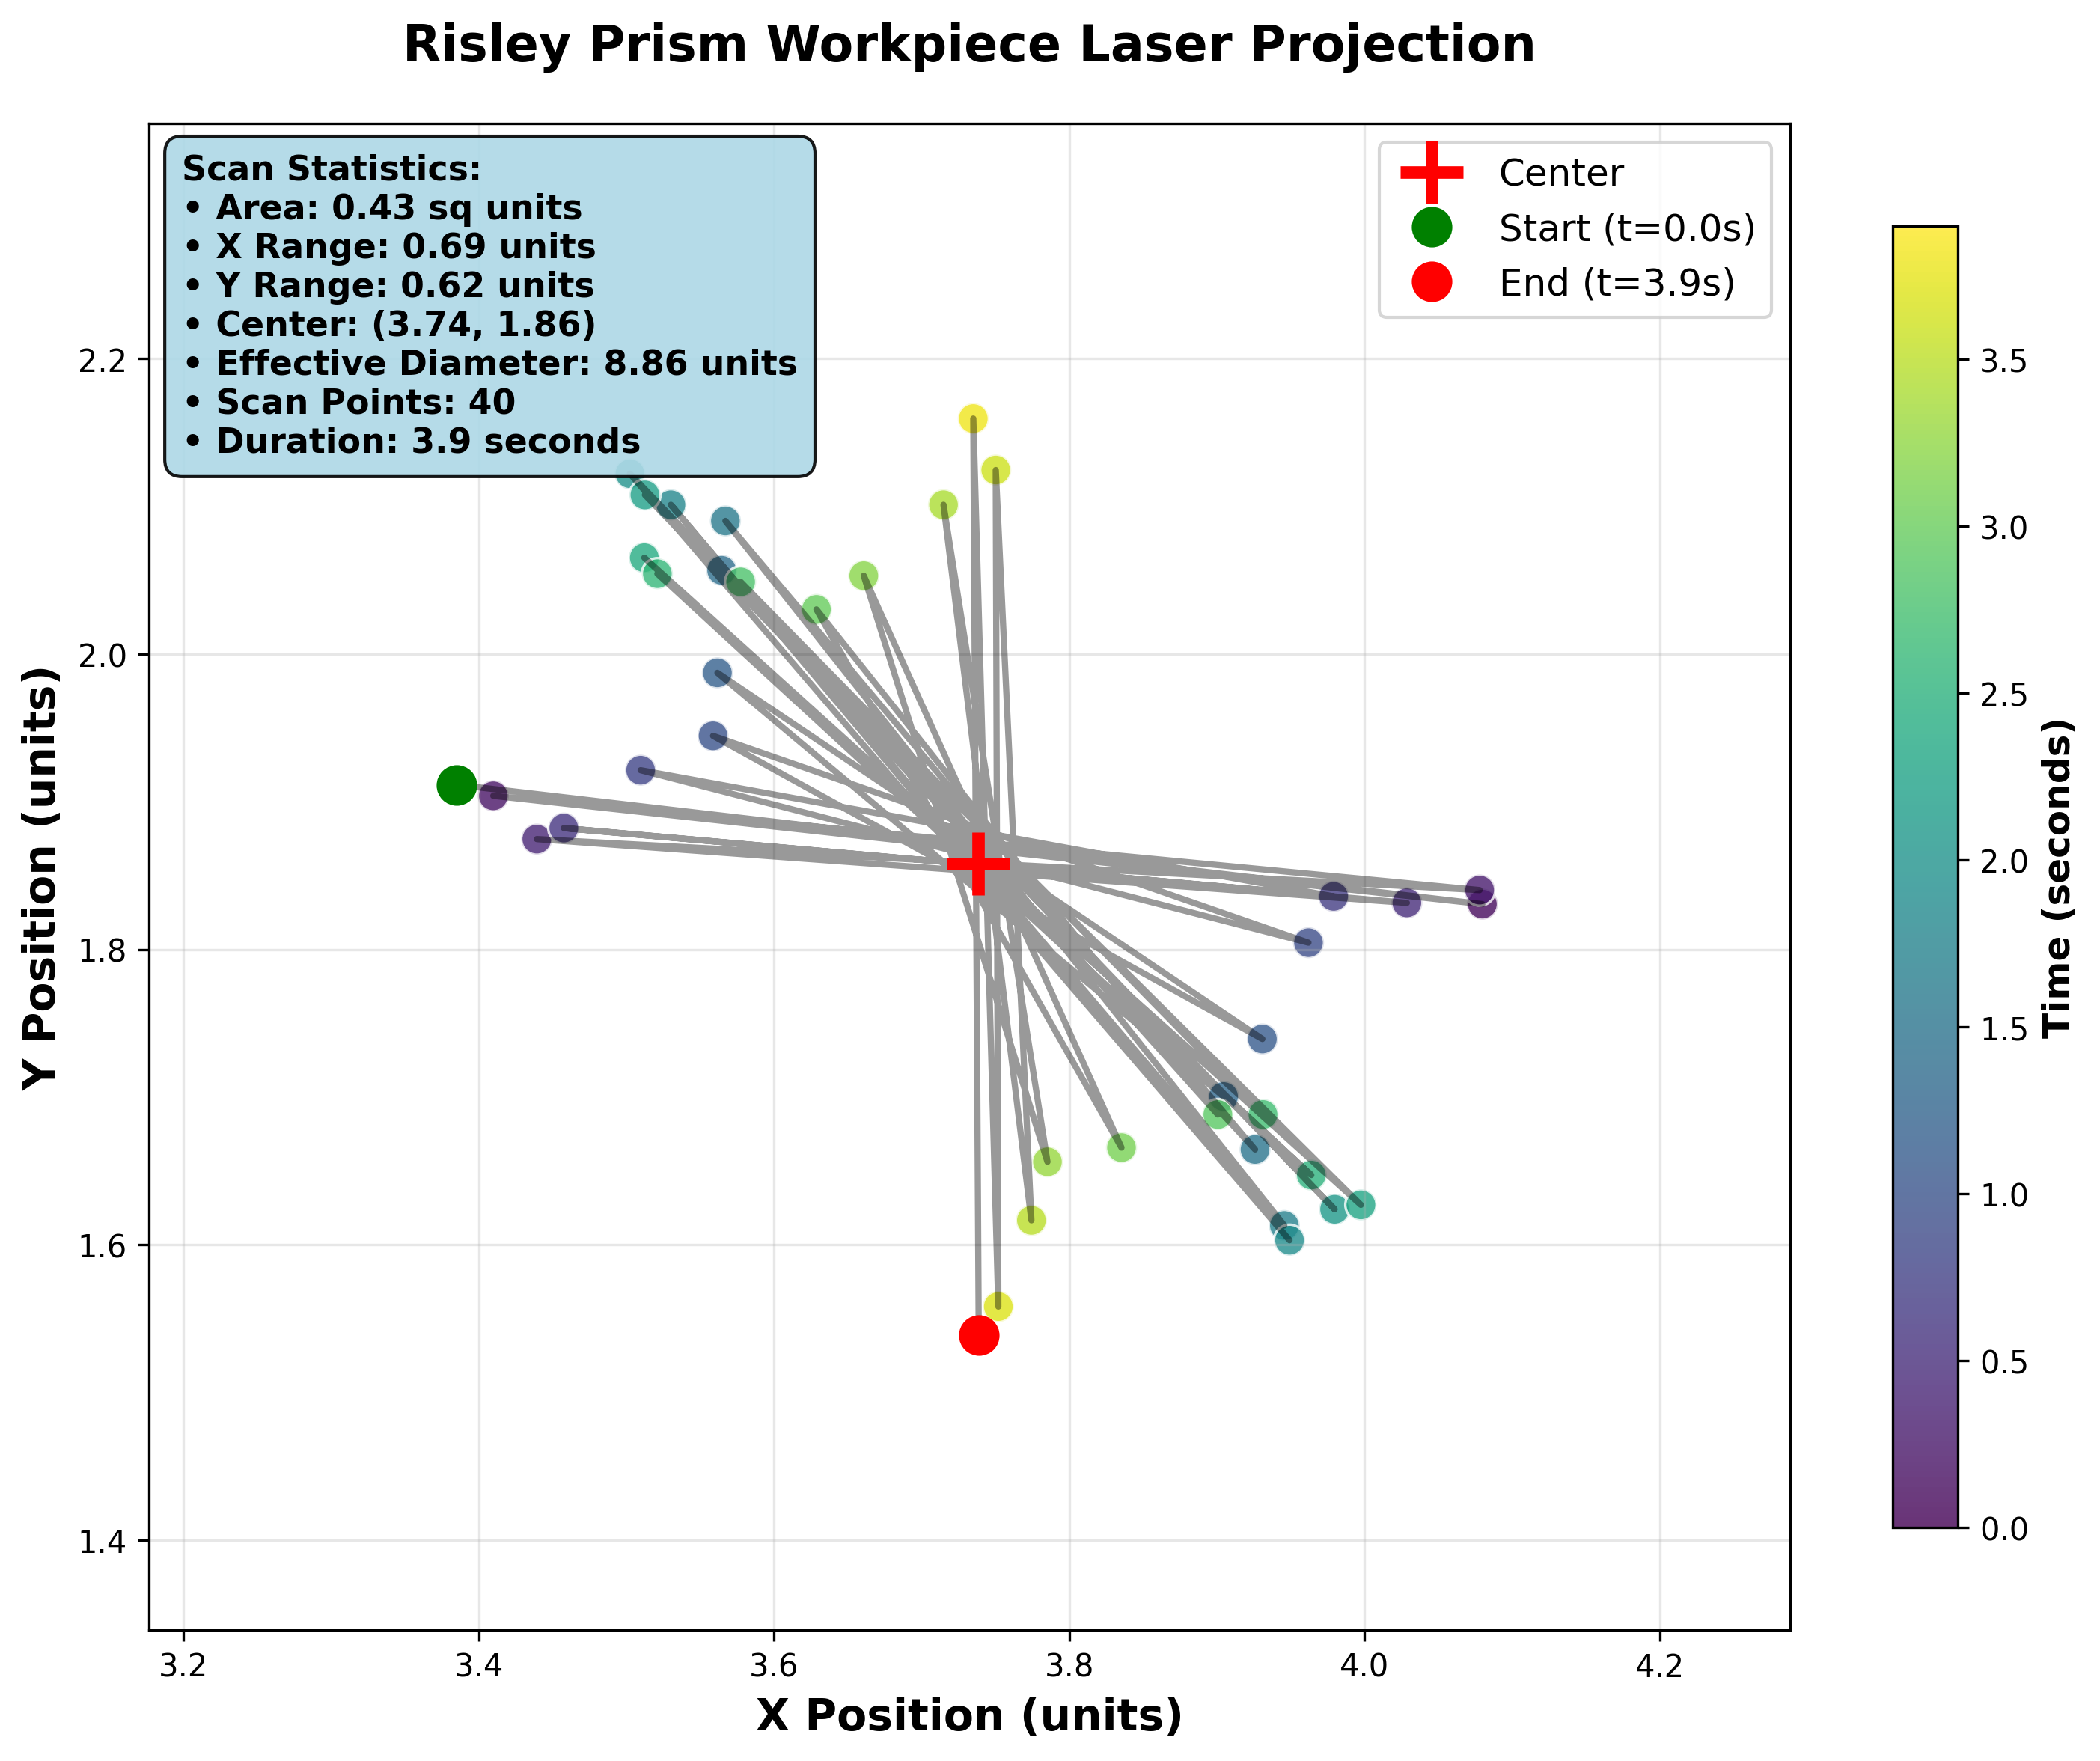 Risley Prism Workpiece Laser Projection
Scan Statistics:
• Area: 0.43 sq units
• X Range: 0.69 units
• Y Range: 0.62 units
• Center: (3.74, 1.86)
• Effective Diameter: 8.86 units
• Scan Points: 40
• Duration: 3.9 seconds
Center
Start (t=0.0s)
End (t=3.9s)
Y Position (units)
2.2
2.0
1.8
1.6
1.4
3.2
3.4
3.6
3.8
4.0
4.2
X Position (units)
3.5
3.0
2.5
2.0
1.5
1.0
0.5
0.0
Time (seconds)